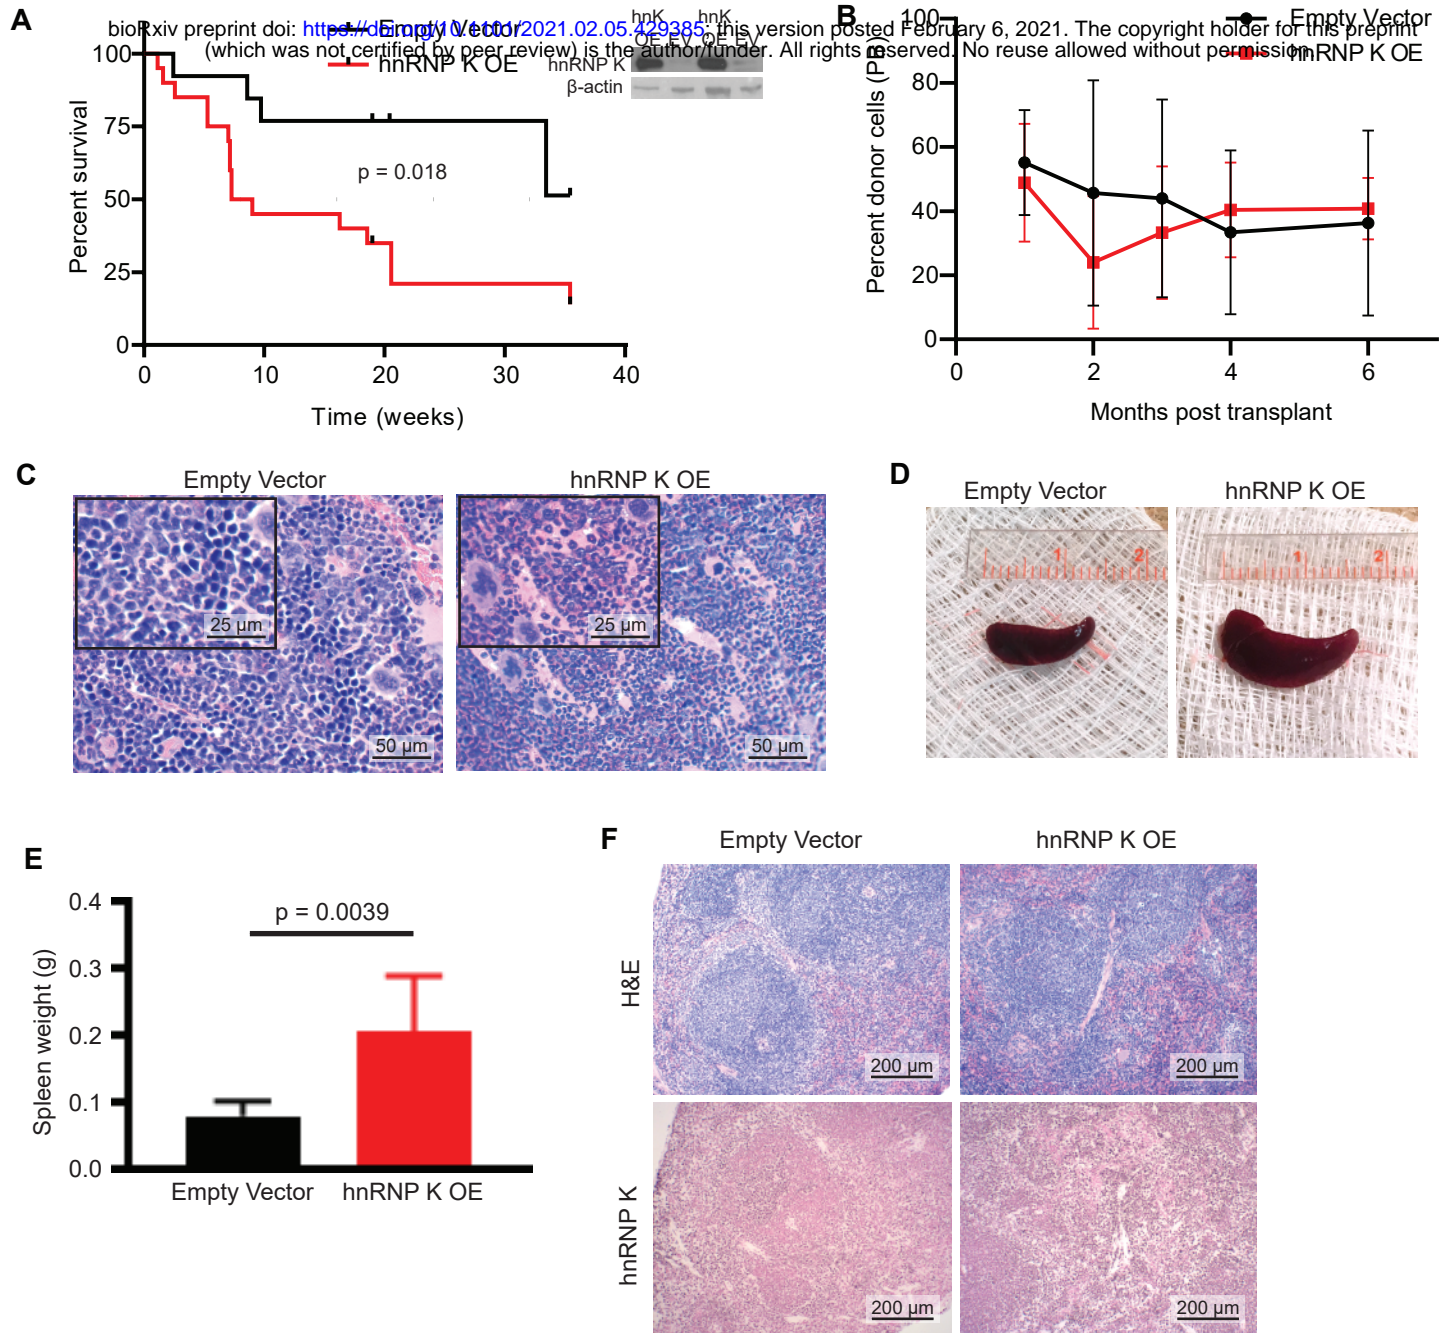 bioRxiv preprint doi: https://doi.org/10.1101/2021.02.05.429385; this version posted February 6, 2021. The copyright holder for this preprint
(which was not certified by peer review) is the author/funder. All rights reserved. No reuse allowed without permission.
A
Empty Vector
hnRNP K OE
hnK hnK
OE EV OE EV
hnRNP K
β-actin
Percent survival
100
75
50
25
0
p = 0.018
0 10 20 30 40
Time (weeks)
B
Empty Vector
hnRNP K OE
Percent donor cells (PB)
100
80
60
40
20
0
0 2 4 6
Months post transplant
C
Empty Vector hnRNP K OE
25 µm 25 µm
50 µm 50 µm
D
Empty Vector hnRNP K OE
1 2 1 2
E
Spleen weight (g)
0.4
0.3
0.2
0.1
0.0
p = 0.0039
Empty Vector hnRNP K OE
F
Empty Vector hnRNP K OE
H&E
200 µm 200 µm
hnRNP K
200 µm 200 µm